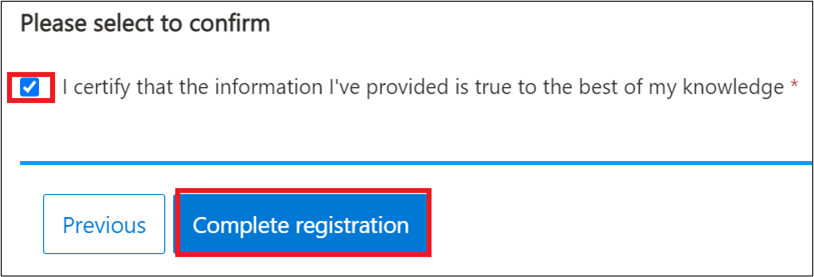 Please select to confirm
I certify that the information I've provided is true to the best of my knowledge *
Previous
Complete registration